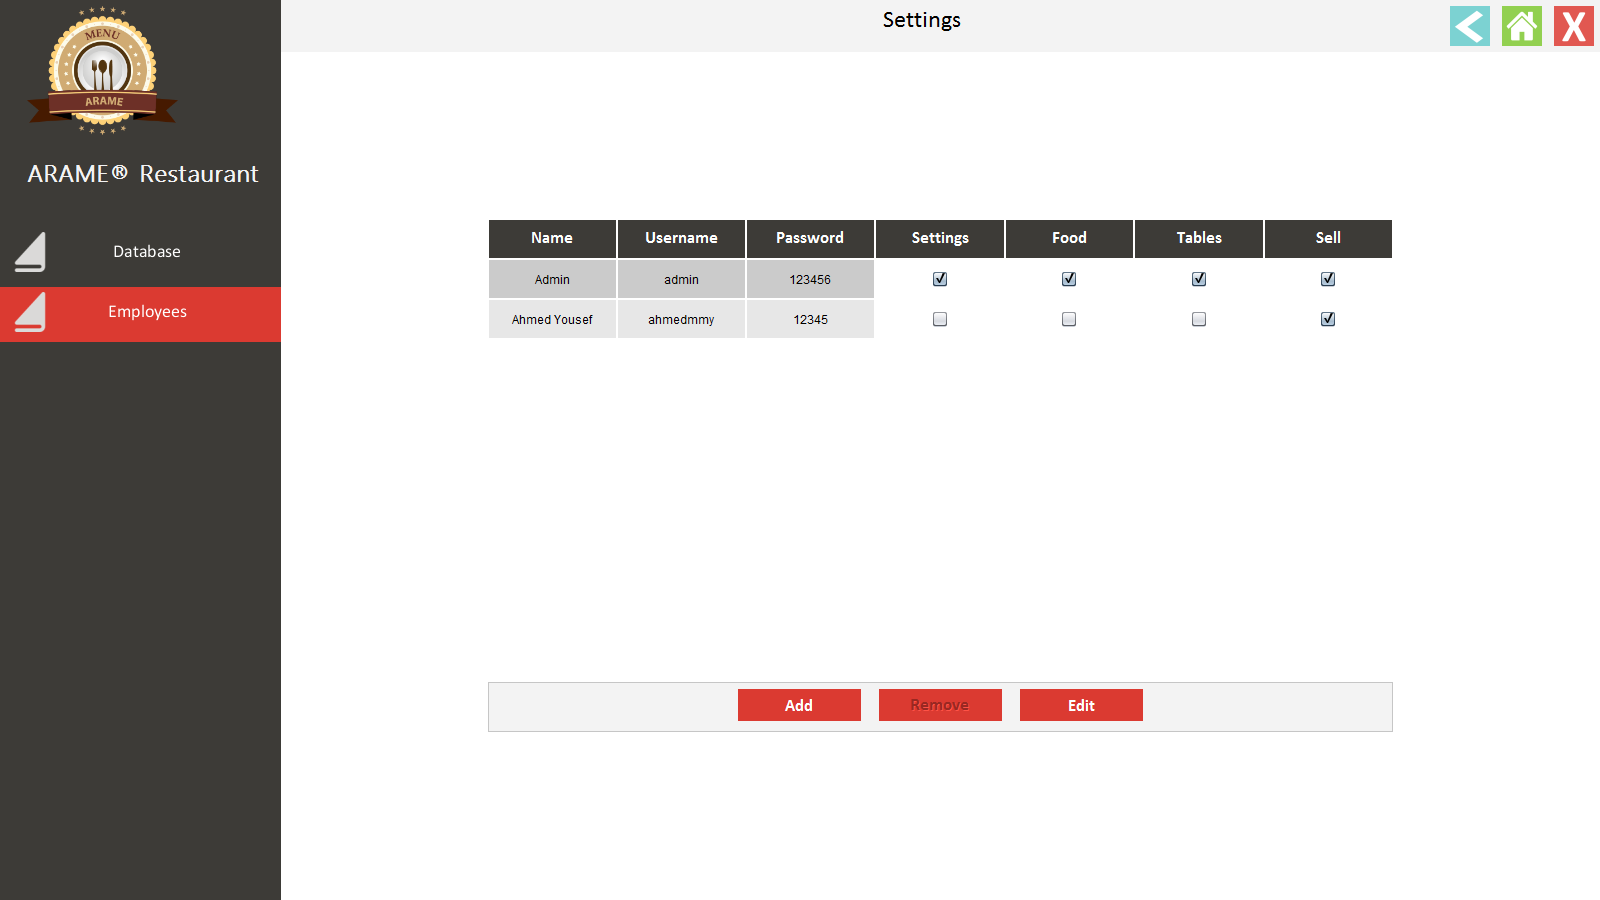 MENU
ARAME
ARAME® Restaurant
Database
Employees
Settings
X
Name Username Password Settings Food Tables Sell
Admin admin 123456
Ahmed Yousef ahmedmmy 12345
Add Remove Edit